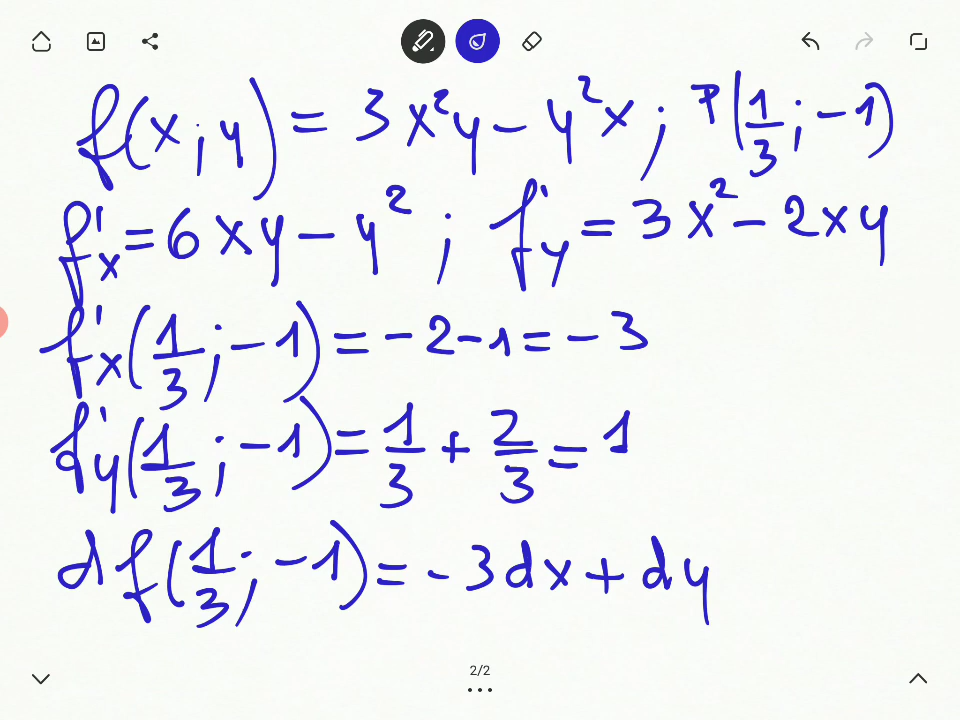 f(x;y) = 3x²y - y²x; P(1/3; -1)
f'x = 6xy - y²; f'y = 3x² - 2xy
f'x(1/3; -1) = -2-1 = -3
f'y(1/3; -1) = 1/3 + 2/3 = 1
df(1/3; -1) = -3dx + dy
2/2